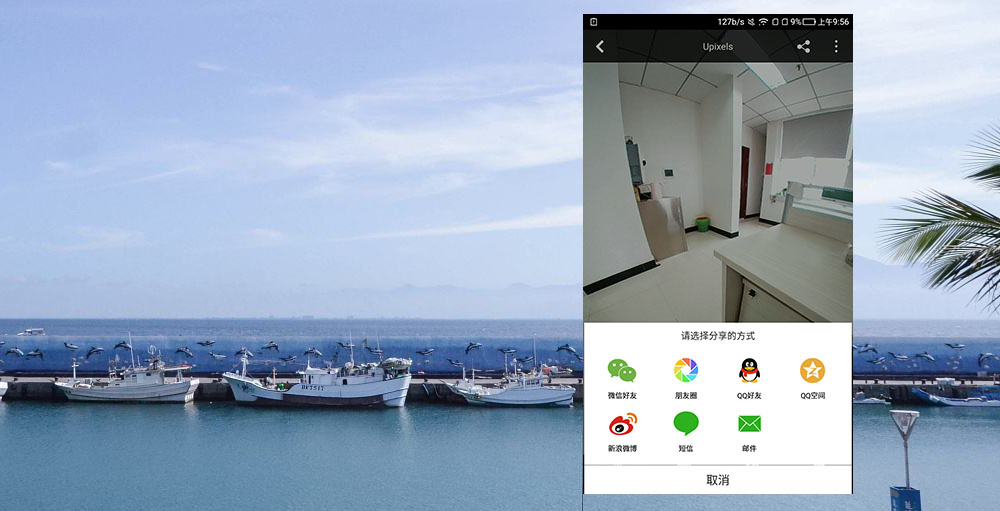 127b/s 9% 上午9:56
Upixels
请选择分享的方式
微信好友 朋友圈 QQ好友 QQ空间
新浪微博 短信 邮件
取消